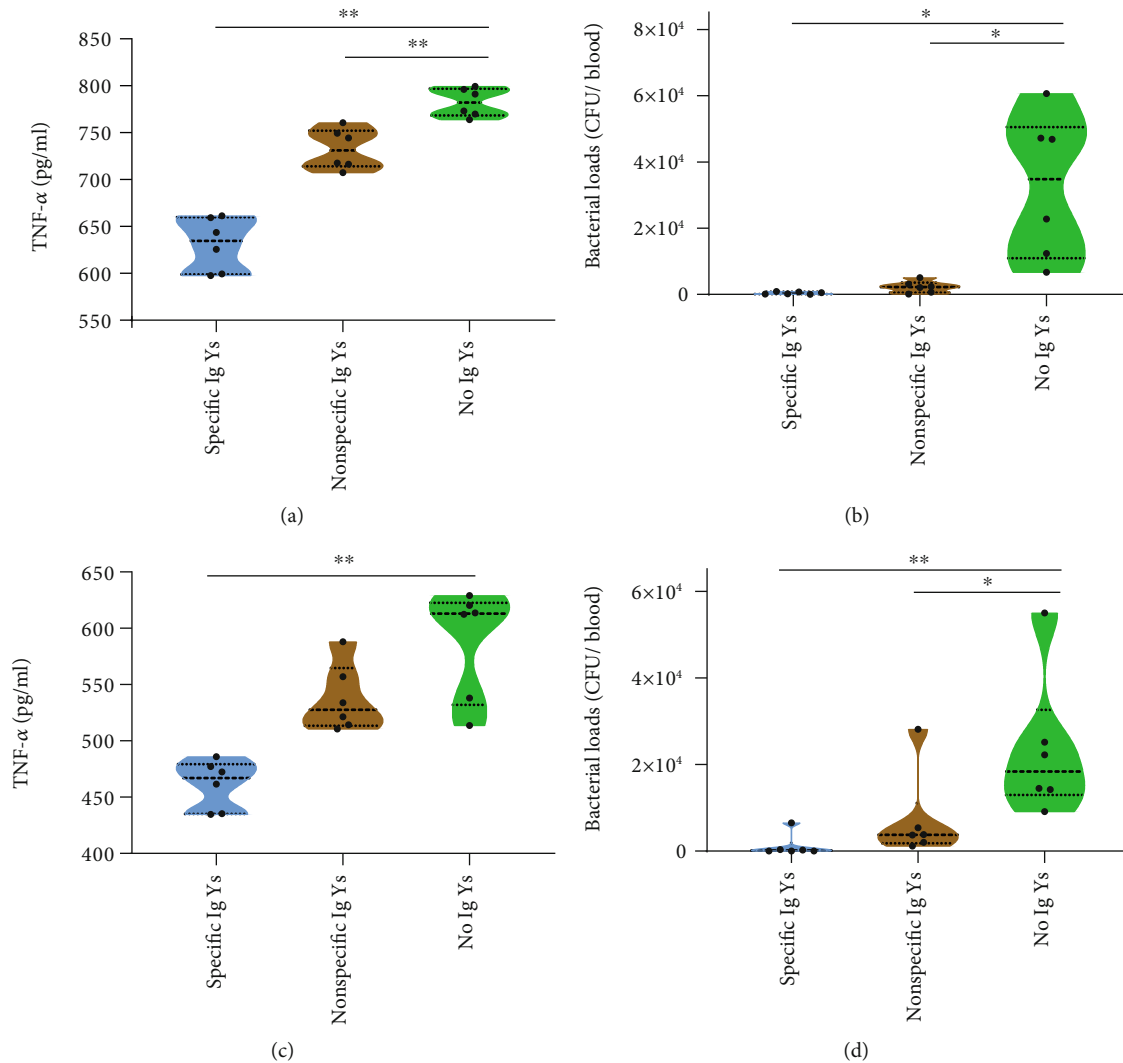 **
**
850
800
750
700
650
600
550
TNF-α (pg/ml)
Specific Ig Ys
Nonspecific Ig Ys
No Ig Ys
(a)
*
*
8×10⁴
6×10⁴
4×10⁴
2×10⁴
0
Bacterial loads (CFU/ blood)
Specific Ig Ys
Nonspecific Ig Ys
No Ig Ys
(b)
**
650
600
550
500
450
400
TNF-α (pg/ml)
Specific Ig Ys
Nonspecific Ig Ys
No Ig Ys
(c)
**
*
6×10⁴
4×10⁴
2×10⁴
0
Bacterial loads (CFU/ blood)
Specific Ig Ys
Nonspecific Ig Ys
No Ig Ys
(d)